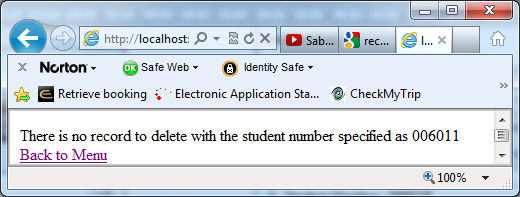 http://localhost:
Sab...
rec...
I...
Norton
OK Safe Web
Identity Safe
Retrieve booking
Electronic Application Sta...
CheckMyTrip
There is no record to delete with the student number specified as 006011
Back to Menu
100%